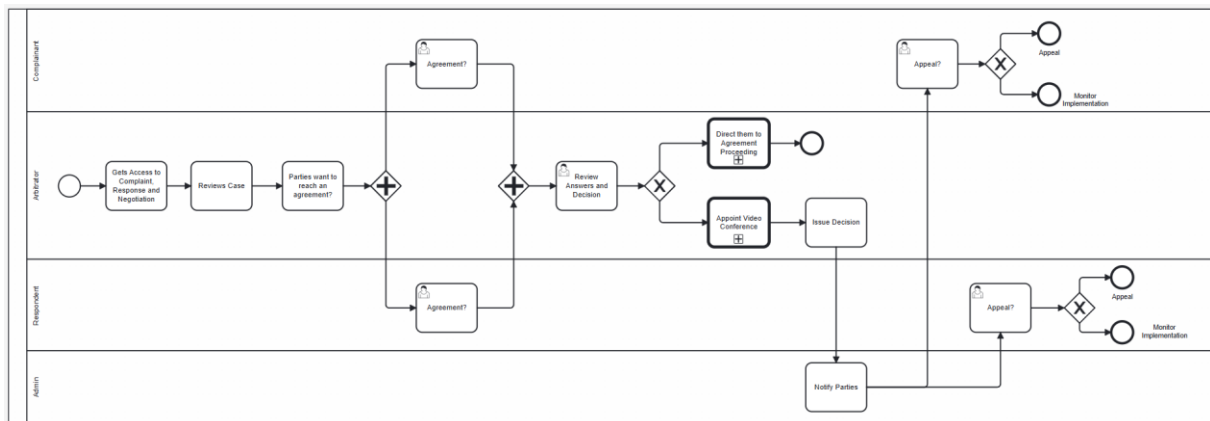 Complainant
Agreement?
Appeal?
Appeal
Monitor
Implementation
Arbitrator
Gets Access to
Complaint,
Response and
Negotiation
Reviews Case
Parties want to
reach an
agreement?
Review
Answers and
Decision
Direct them to
Agreement
Proceeding
Appoint Video
Conference
Issue Decision
Respondent
Agreement?
Appeal?
Appeal
Monitor
Implementation
Admin
Notify Parties